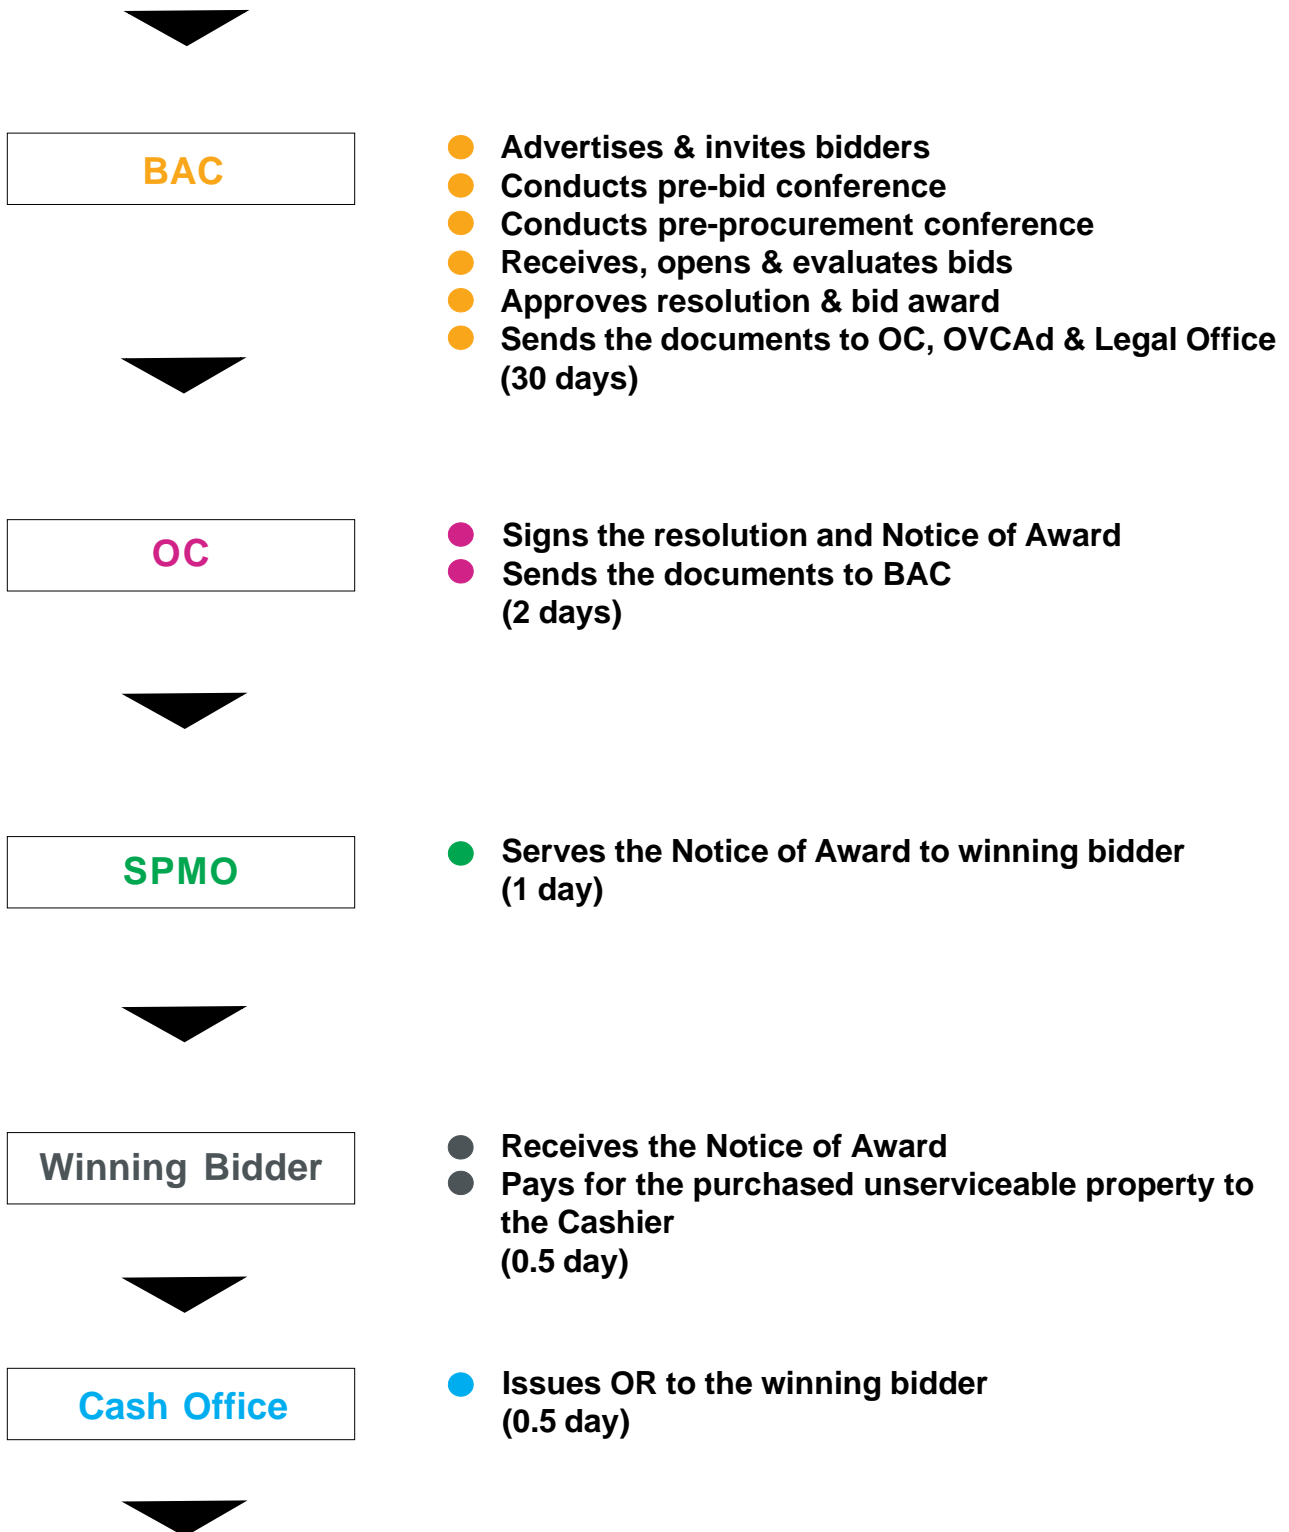 BAC
Advertises & invites bidders
Conducts pre-bid conference
Conducts pre-procurement conference
Receives, opens & evaluates bids
Approves resolution & bid award
Sends the documents to OC, OVCAd & Legal Office
(30 days)
OC
Signs the resolution and Notice of Award
Sends the documents to BAC
(2 days)
SPMO
Serves the Notice of Award to winning bidder
(1 day)
Winning Bidder
Receives the Notice of Award
Pays for the purchased unserviceable property to
the Cashier
(0.5 day)
Cash Office
Issues OR to the winning bidder
(0.5 day)